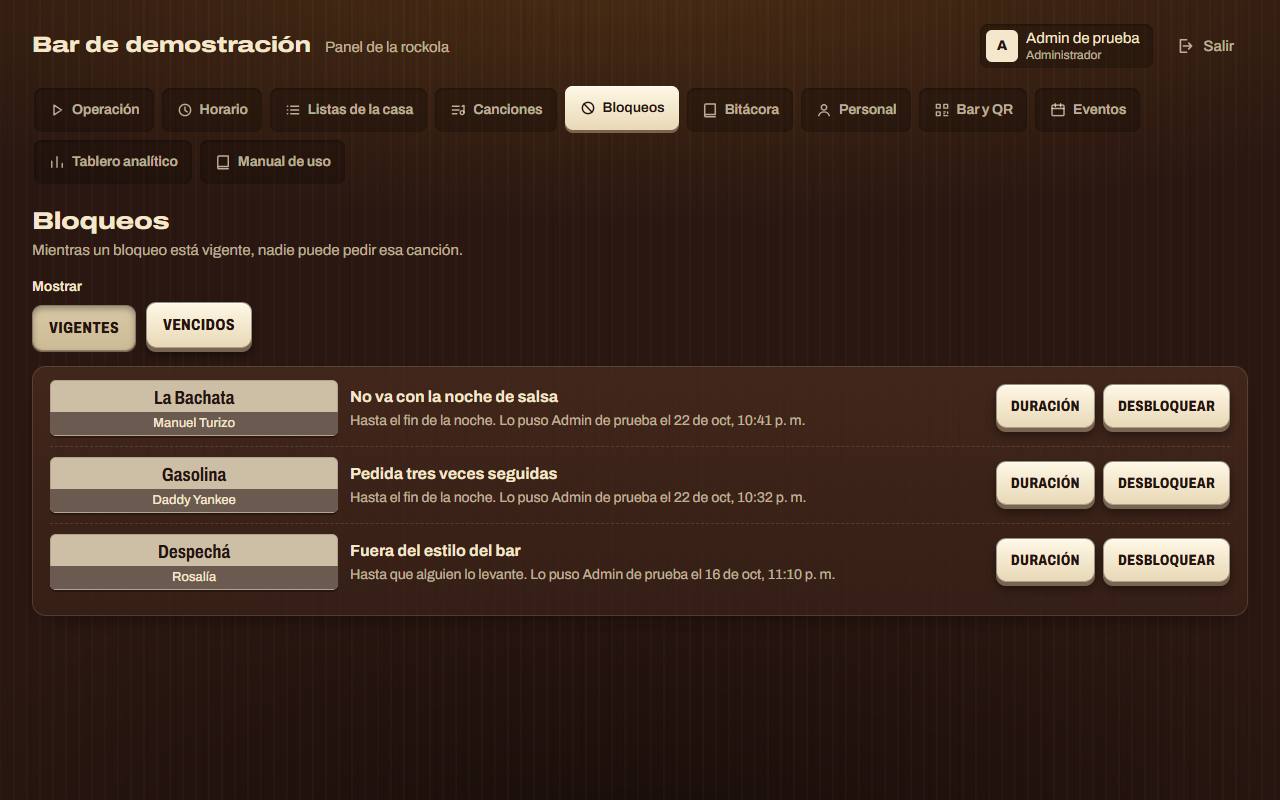 Bar de demostración Panel de la rockola
A Admin de prueba
Administrador
Salir
Operación Horario Listas de la casa Canciones Bloqueos Bitácora Personal Bar y QR Eventos
Tablero analítico Manual de uso
Bloqueos
Mientras un bloqueo está vigente, nadie puede pedir esa canción.
Mostrar
VIGENTES VENCIDOS
La Bachata
Manuel Turizo
No va con la noche de salsa
Hasta el fin de la noche. Lo puso Admin de prueba el 22 de oct, 10:41 p. m.
DURACIÓN DESBLOQUEAR
Gasolina
Daddy Yankee
Pedida tres veces seguidas
Hasta el fin de la noche. Lo puso Admin de prueba el 22 de oct, 10:32 p. m.
DURACIÓN DESBLOQUEAR
Despechá
Rosalía
Fuera del estilo del bar
Hasta que alguien lo levante. Lo puso Admin de prueba el 16 de oct, 11:10 p. m.
DURACIÓN DESBLOQUEAR